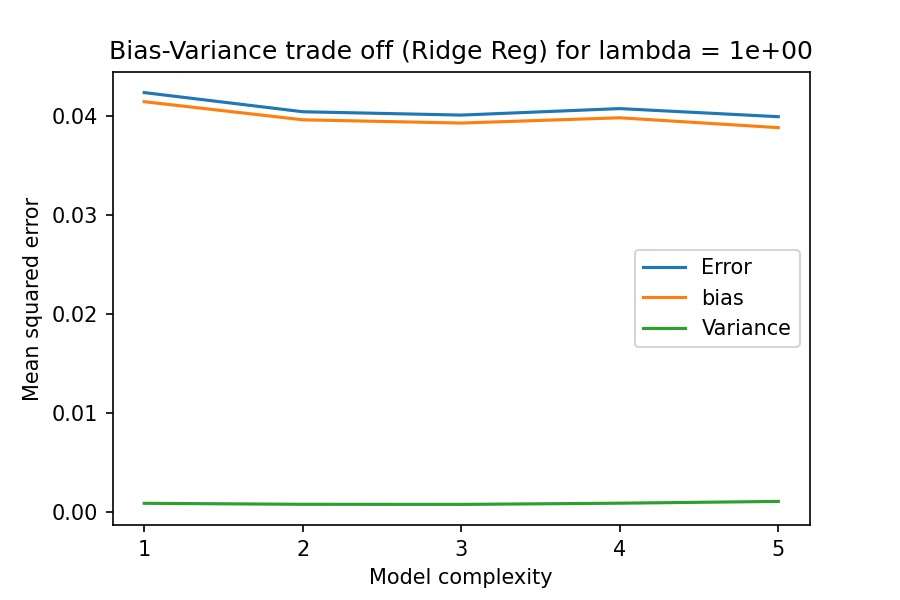 Bias-Variance trade off (Ridge Reg) for lambda = 1e+00
Mean squared error
0.04
0.03
0.02
0.01
0.00
Error
bias
Variance
1 2 3 4 5
Model complexity